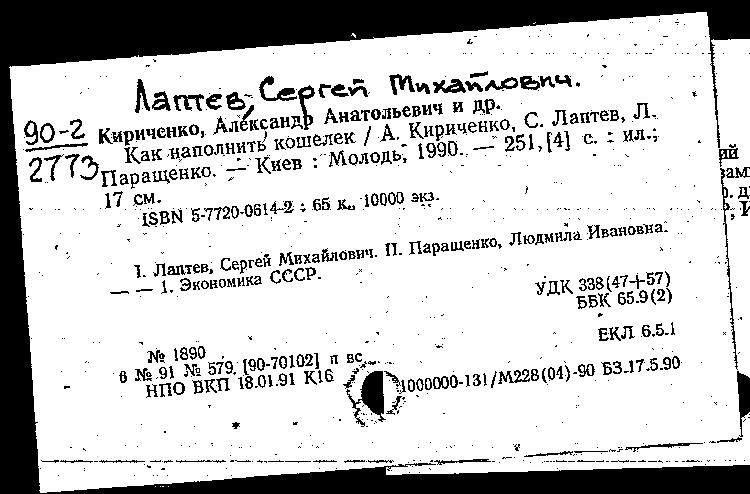 Лаптев, Сергей Михайлович.
90-2
2773
Кириченко, Александр Анатольевич и др.
Как наполнить кошелек / А. Кириченко, С. Лаптев, Л.
Паращенко. — Киев : Молодь, 1990. — 251, [4] с. : ил.;
17 см.
ISBN 5-7720-0614-2 : 65 к., 10000 экз.
I. Лаптев, Сергей Михайлович. II. Паращенко, Людмила Ивановна.
— — 1. Экономика СССР.
УДК 338(47+57)
ББК 65.9(2)
ЕКЛ 6.5.1
№ 1890
6 № 91 № 579. [90-70102] п вс
НПО ВКП 18.01.91 К16
1000000-131/М228(04)-90 БЗ.17.5.90
ий